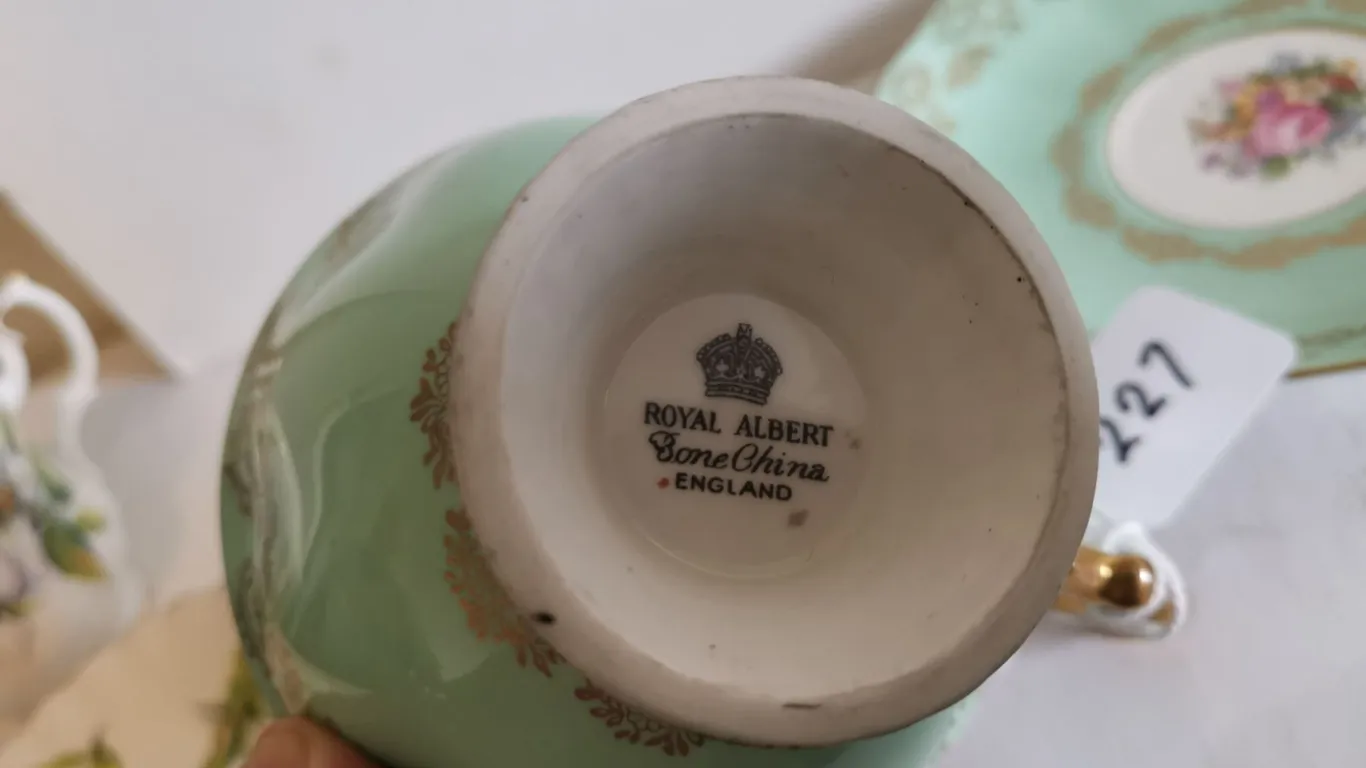 ROYAL ALBERT
Bone China
ENGLAND
227